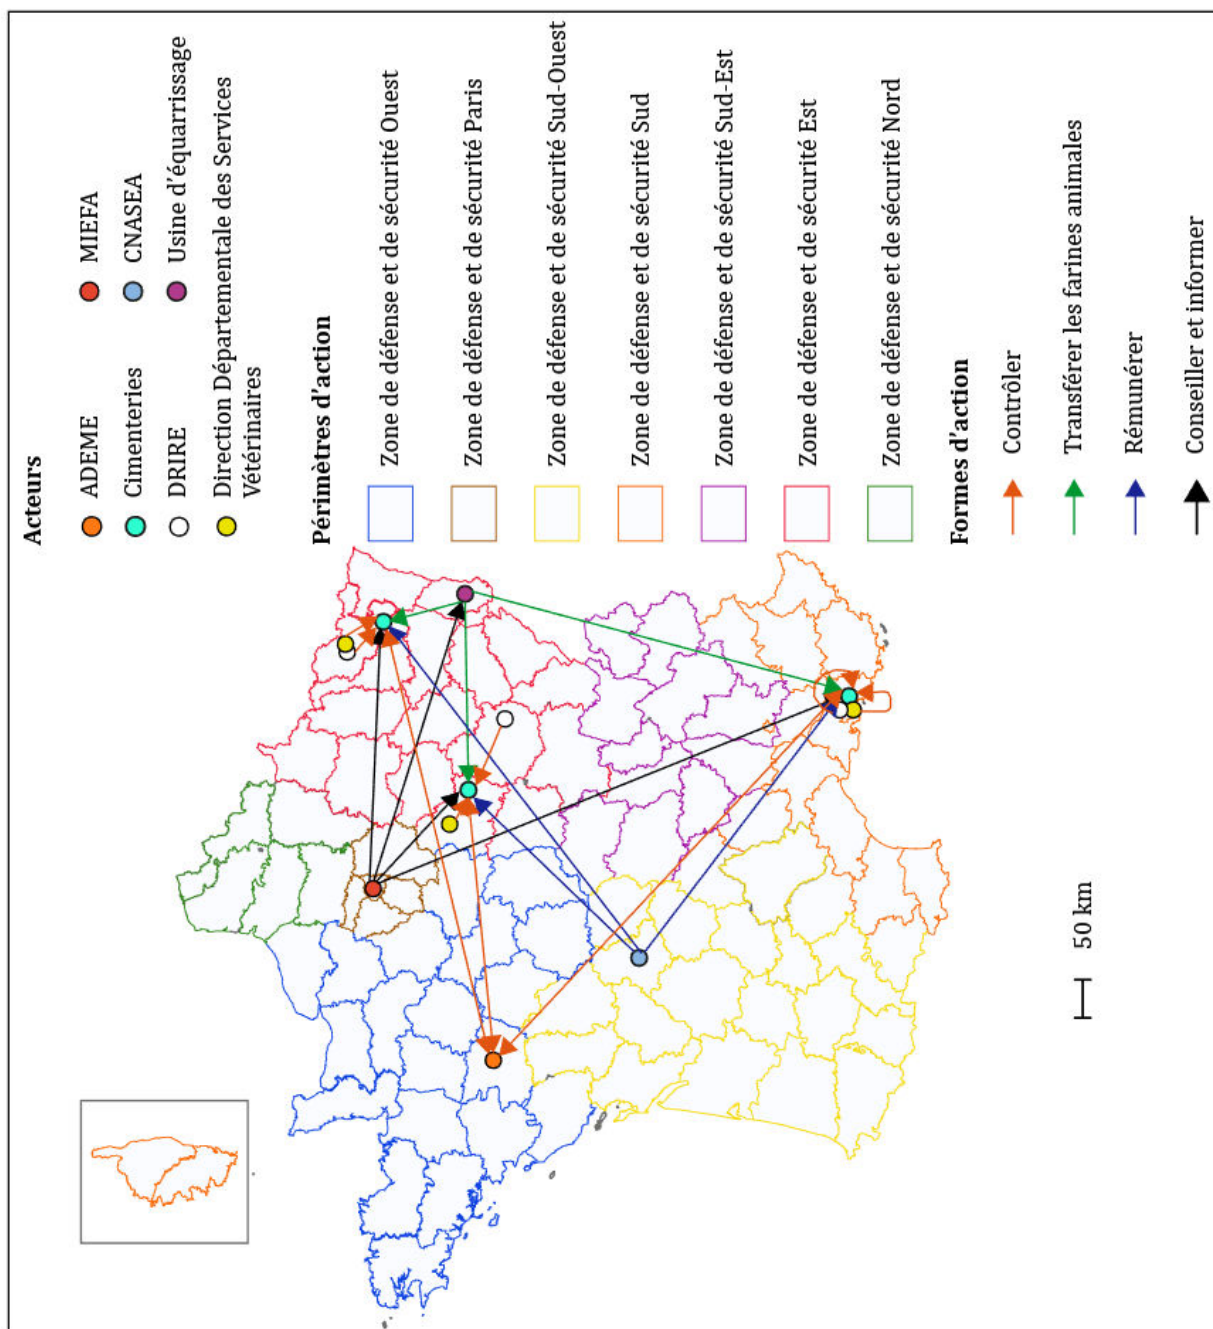 Acteurs
ADEME
MIEFA
Cimenteries
CNASEA
DRIRE
Usine d'équarrissage
Direction Départementale des Services
Vétérinaires
Périmètres d'action
Zone de défense et de sécurité Ouest
Zone de défense et de sécurité Paris
Zone de défense et de sécurité Sud-Ouest
Zone de défense et de sécurité Sud
Zone de défense et de sécurité Sud-Est
Zone de défense et de sécurité Est
Zone de défense et de sécurité Nord
Formes d'action
Contrôler
Transférer les farines animales
Rémunérer
Conseiller et informer
50 km